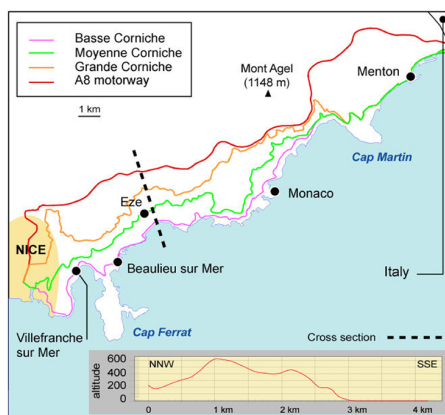 Basse Corniche
Moyenne Corniche
Grande Corniche
A8 motorway
1 km
Mont Agel
(1148 m)
Menton
Cap Martin
Eze
Monaco
NICE
Beaulieu sur Mer
Italy
Villefranche
sur Mer
Cap Ferrat
Cross section
altitude
600
400
200
0
NNW
SSE
0
1 km
2 km
3 km
4 km